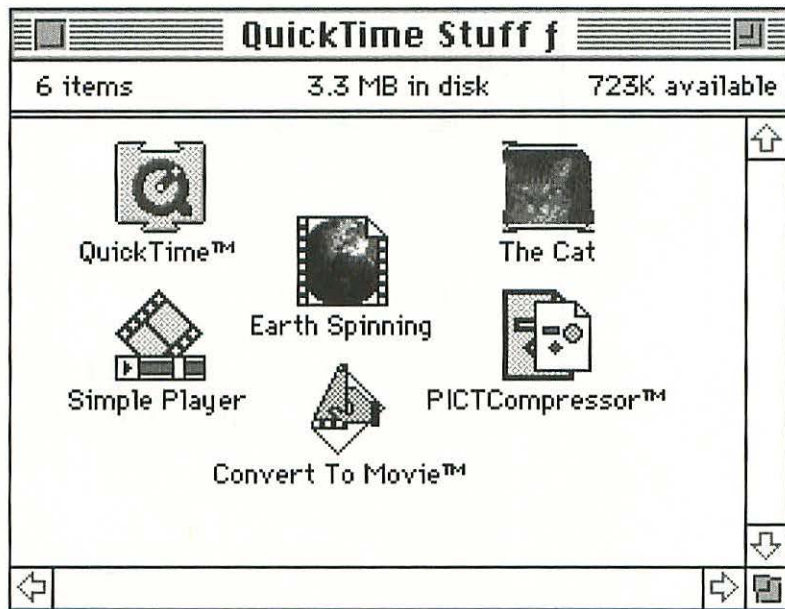 QuickTime Stuff ƒ
6 items 3.3 MB in disk 723K available
QuickTime™
The Cat
Earth Spinning
Simple Player
PICTCompressor™
Convert To Movie™